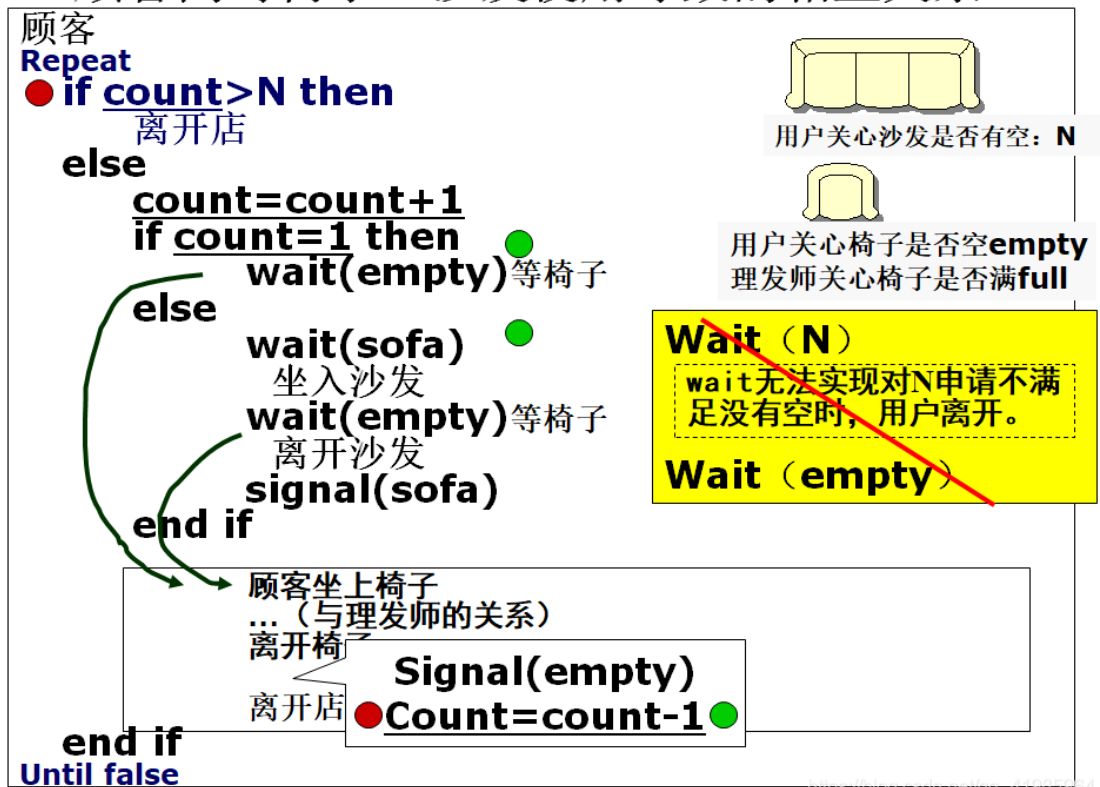 顾客
Repeat
if count>N then
离开店
else
count=count+1
if count=1 then
wait(empty)等椅子
else
wait(sofa)
坐入沙发
wait(empty)等椅子
离开沙发
signal(sofa)
end if
顾客坐上椅子
...（与理发师的关系）
离开椅
Signal(empty)
离开店
Count=count-1
end if
Until false
用户关心沙发是否有空：N
用户关心椅子是否空empty
理发师关心椅子是否满full
Wait（N）
wait无法实现对N申请不满
足没有空时，用户离开。
Wait（empty）